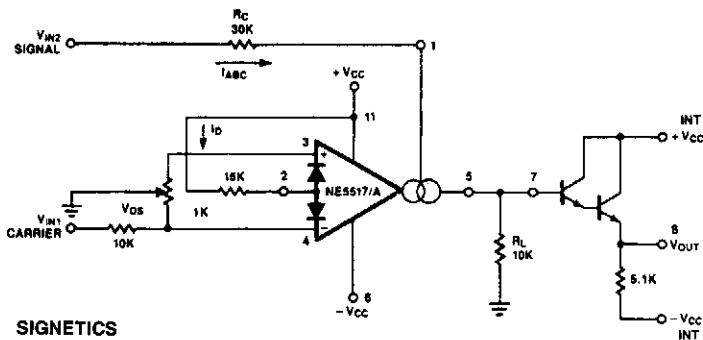 RC
30K
VIN2
SIGNAL
1
IABC
+ VCC
11
INT
+ VCC
ID
3
+
2
15K
NE5517/A
5
7
VOS
1K
VIN1
CARRIER
10K
4
−
RL
10K
8
VOUT
5.1K
6
− VCC
− VCC
INT
SIGNETICS